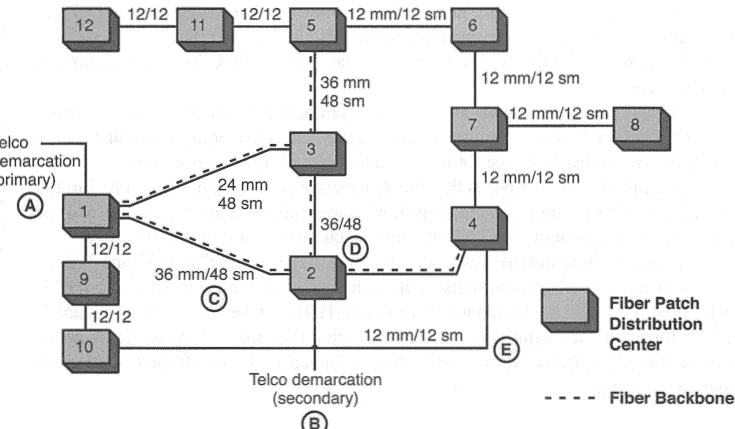 12
12/12
11
12/12
5
12 mm/12 sm
6
36 mm
48 sm
12 mm/12 sm
7
12 mm/12 sm
8
3
elco
emarcation
primary)
A
1
24 mm
48 sm
12 mm/12 sm
4
36/48
D
12/12
9
36 mm/48 sm
C
2
12/12
10
12 mm/12 sm
E
Fiber Patch
Distribution
Center
Telco demarcation
(secondary)
B
Fiber Backbone